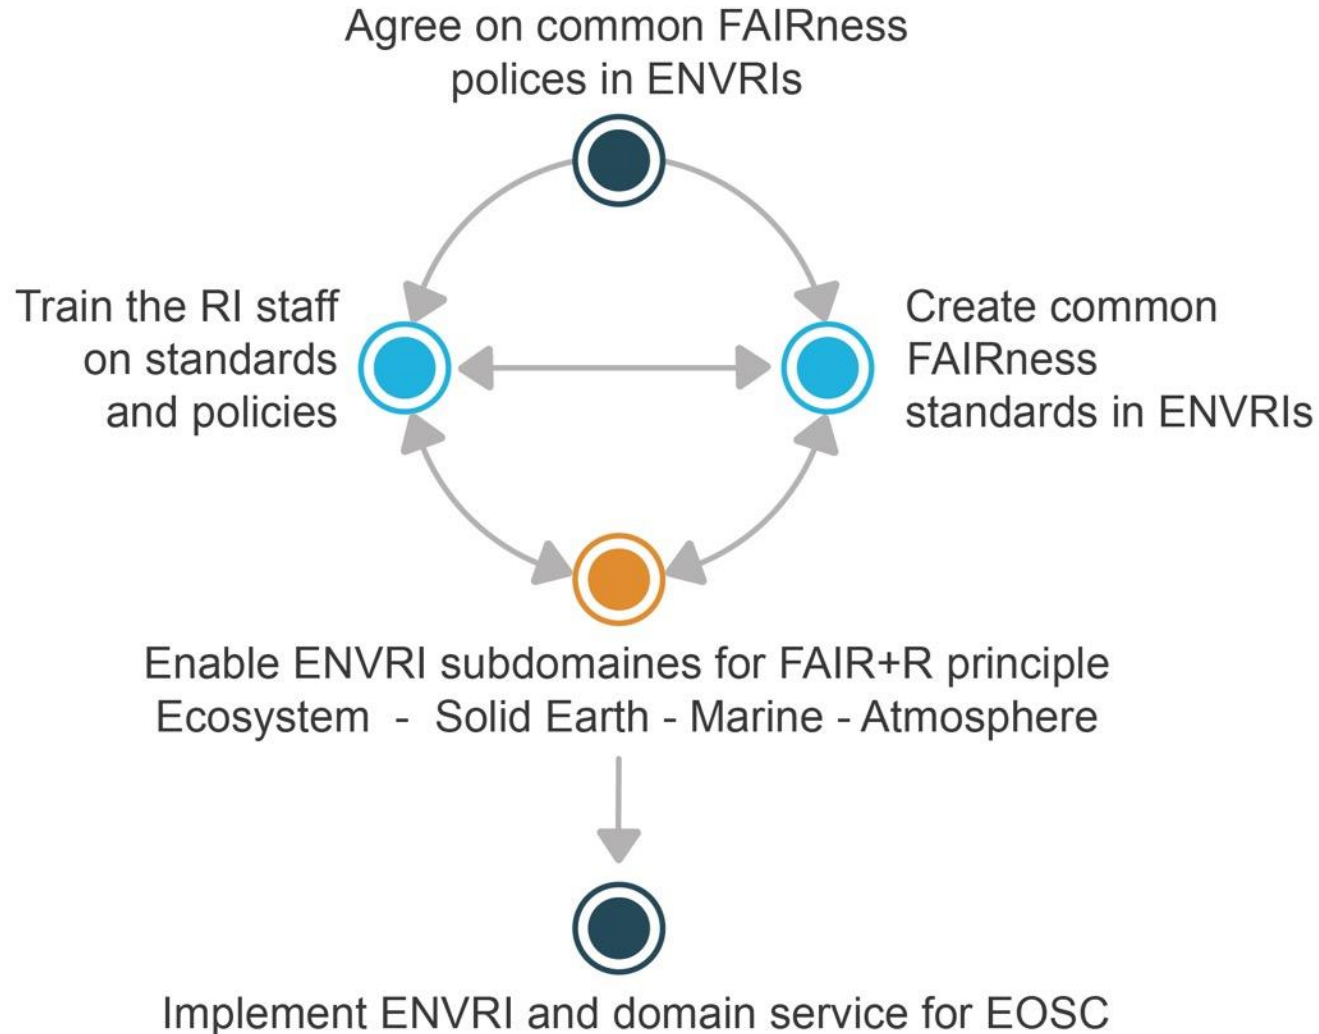 Agree on common FAIRness
polices in ENVRIs
Train the RI staff
on standards
and policies
Create common
FAIRness
standards in ENVRIs
Enable ENVRI subdomaines for FAIR+R principle
Ecosystem - Solid Earth - Marine - Atmosphere
Implement ENVRI and domain service for EOSC